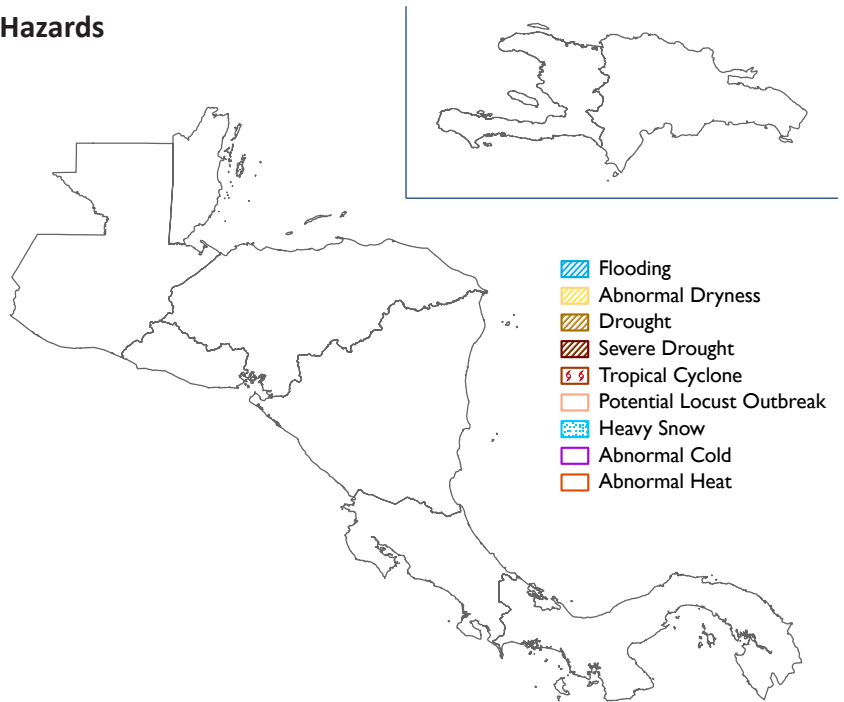 Hazards
Flooding
Abnormal Dryness
Drought
Severe Drought
Tropical Cyclone
Potential Locust Outbreak
Heavy Snow
Abnormal Cold
Abnormal Heat